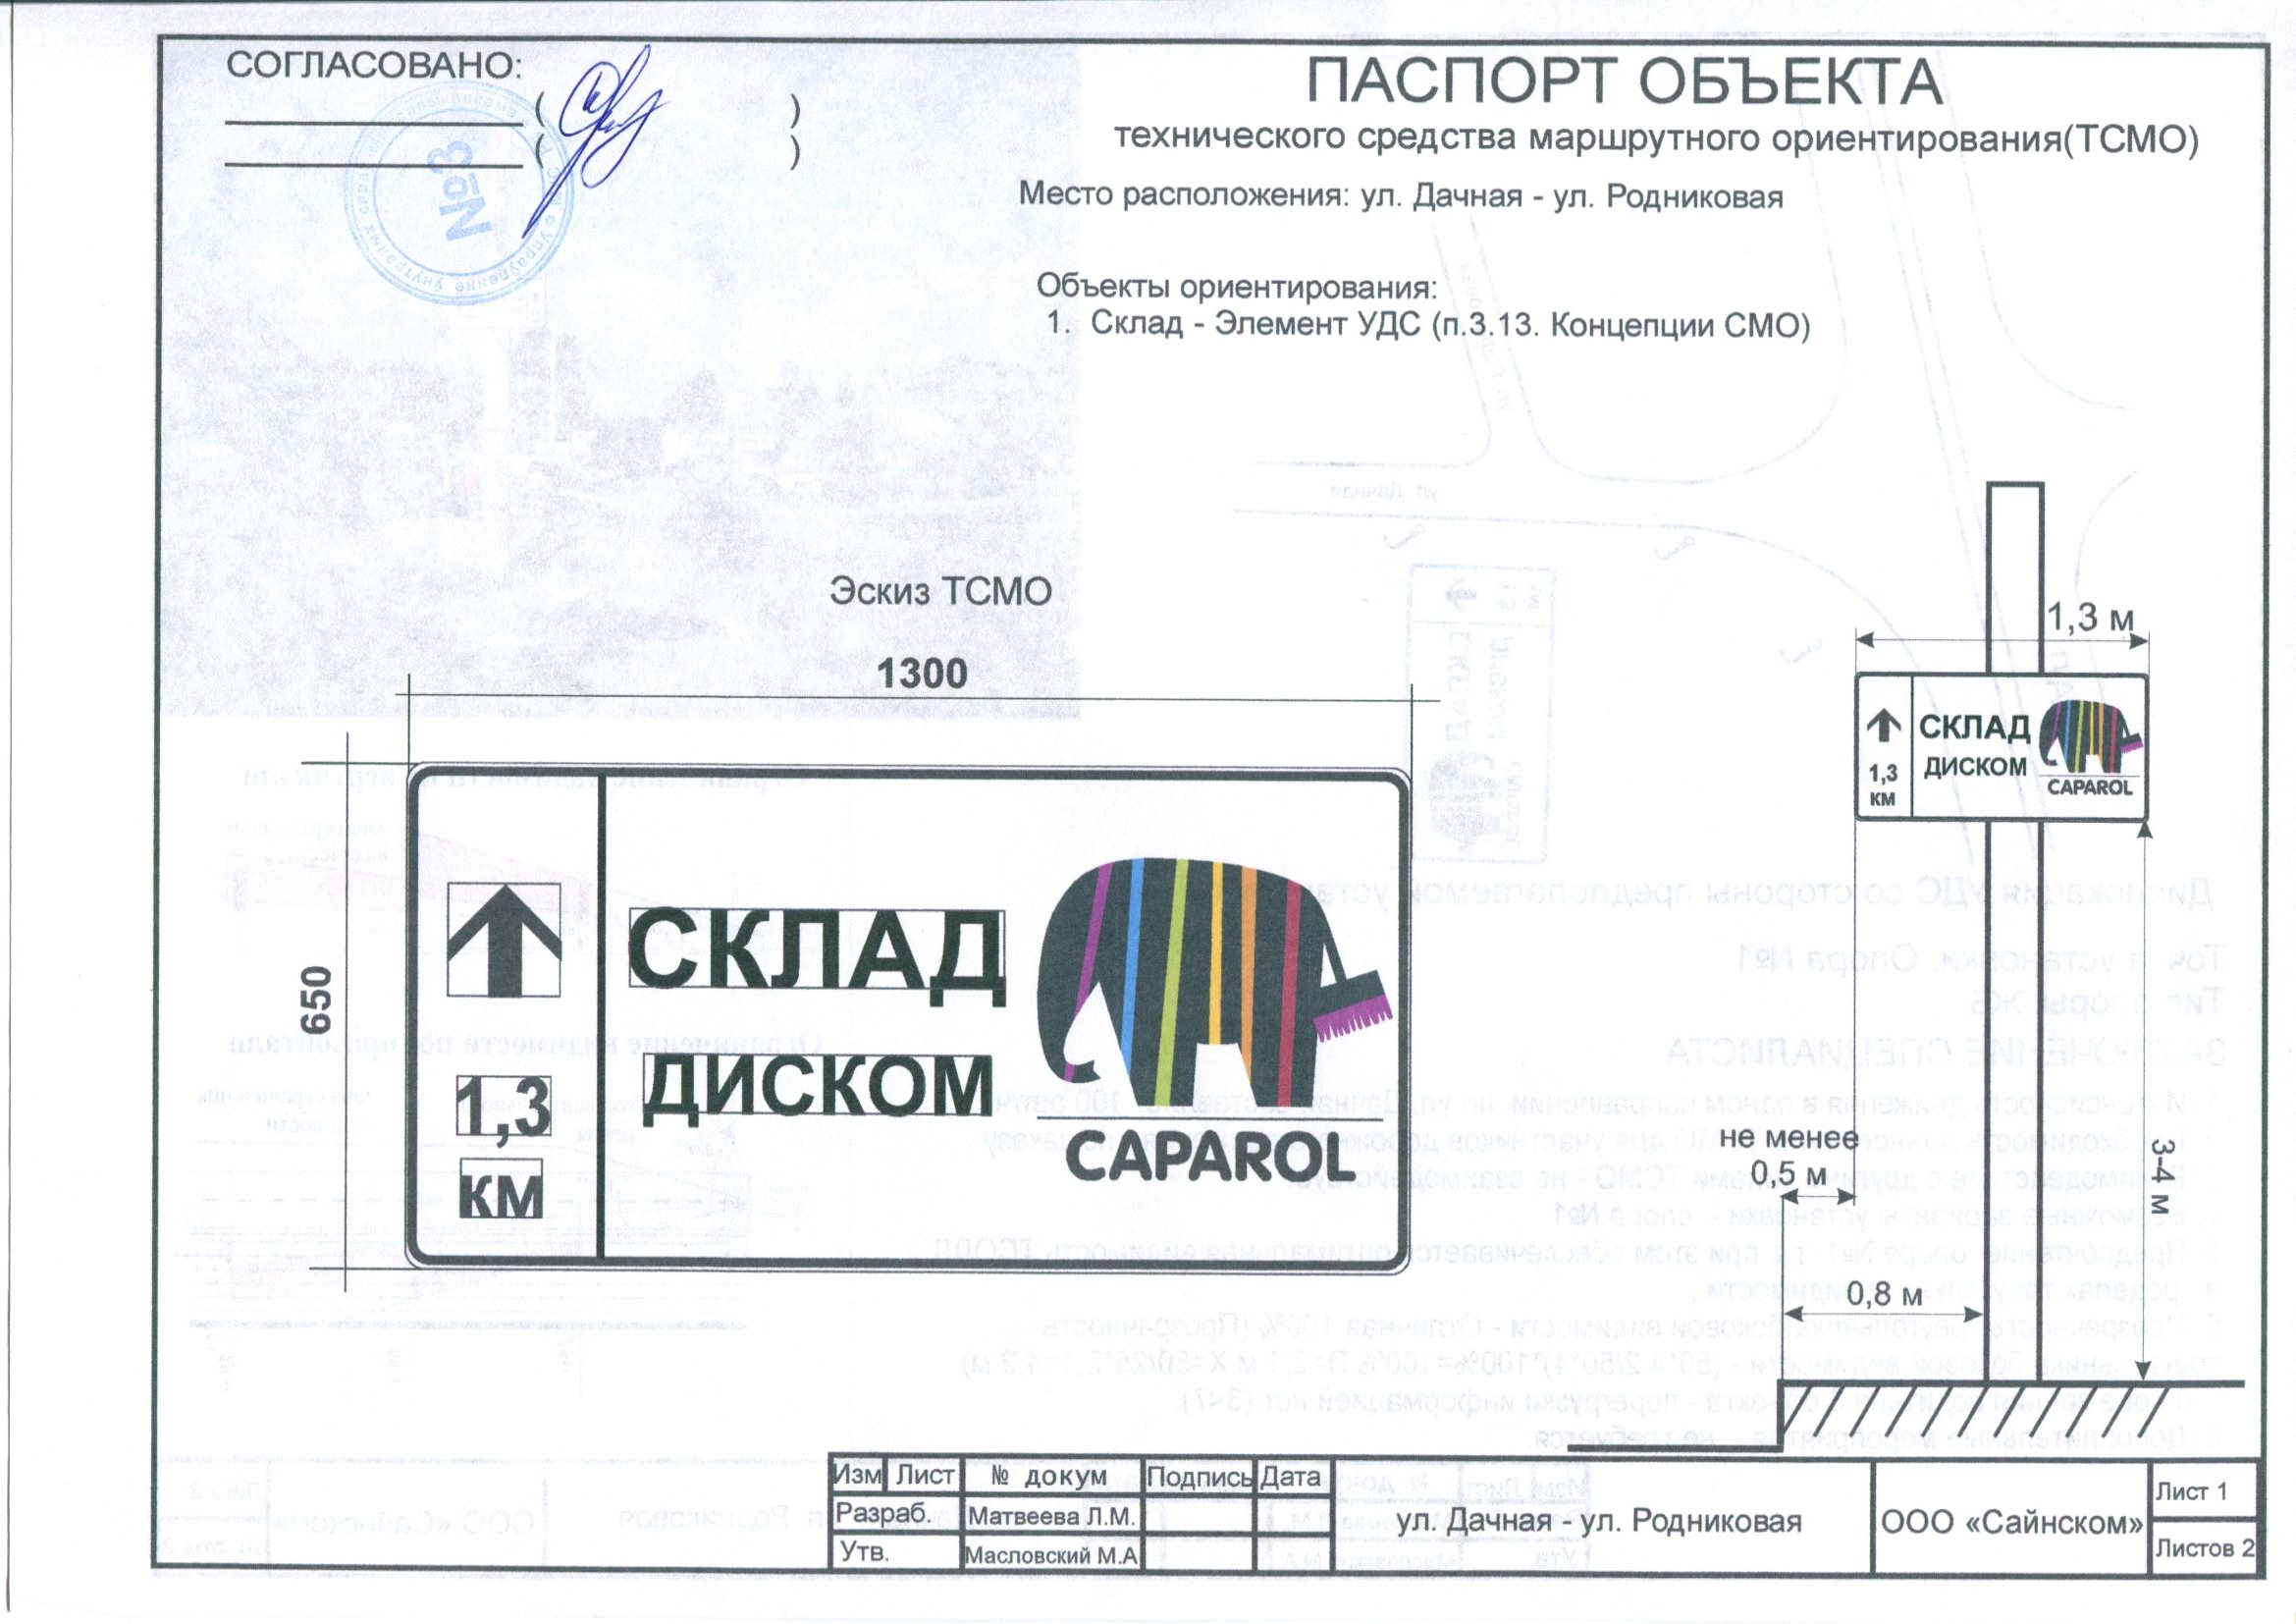 СОГЛАСОВАНО:
( )
( )
№3
ПАСПОРТ ОБЪЕКТА
технического средства маршрутного ориентирования(ТСМО)
Место расположения: ул. Дачная - ул. Родниковая
Объекты ориентирования:
1. Склад - Элемент УДС (п.3.13. Концепции СМО)
Эскиз ТСМО
1300
650
1,3
км
СКЛАД
ДИСКОМ
CAPAROL
1,3 м
1,3
км
СКЛАД
ДИСКОМ
CAPAROL
не менее
0,5 м
0,8 м
3-4 м
Изм Лист № докум Подпись Дата
Разраб. Матвеева Л.М.
Утв. Масловский М.А
ул. Дачная - ул. Родниковая
ООО «Сайнском»
Лист 1
Листов 2